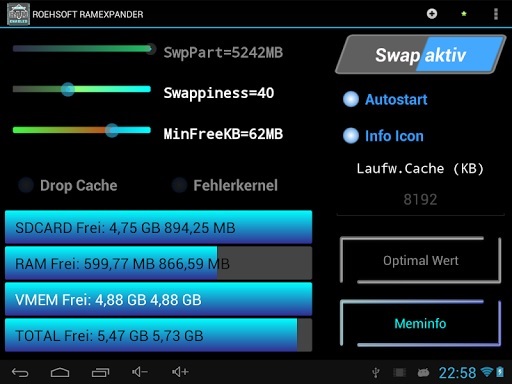 ROEHSOFT RAMEXPANDER
SwpPart=5242MB
Swap aktiv
Swappiness=40
Autostart
MinFreeKB=62MB
Info Icon
Laufw.Cache (KB)
Drop Cache
Fehlerkernel
8192
SDCARD Frei: 4,75 GB 894,25 MB
RAM Frei: 599,77 MB 866,59 MB
Optimal Wert
VMEM Frei: 4,88 GB 4,88 GB
TOTAL Frei: 5,47 GB 5,73 GB
Meminfo
22:58